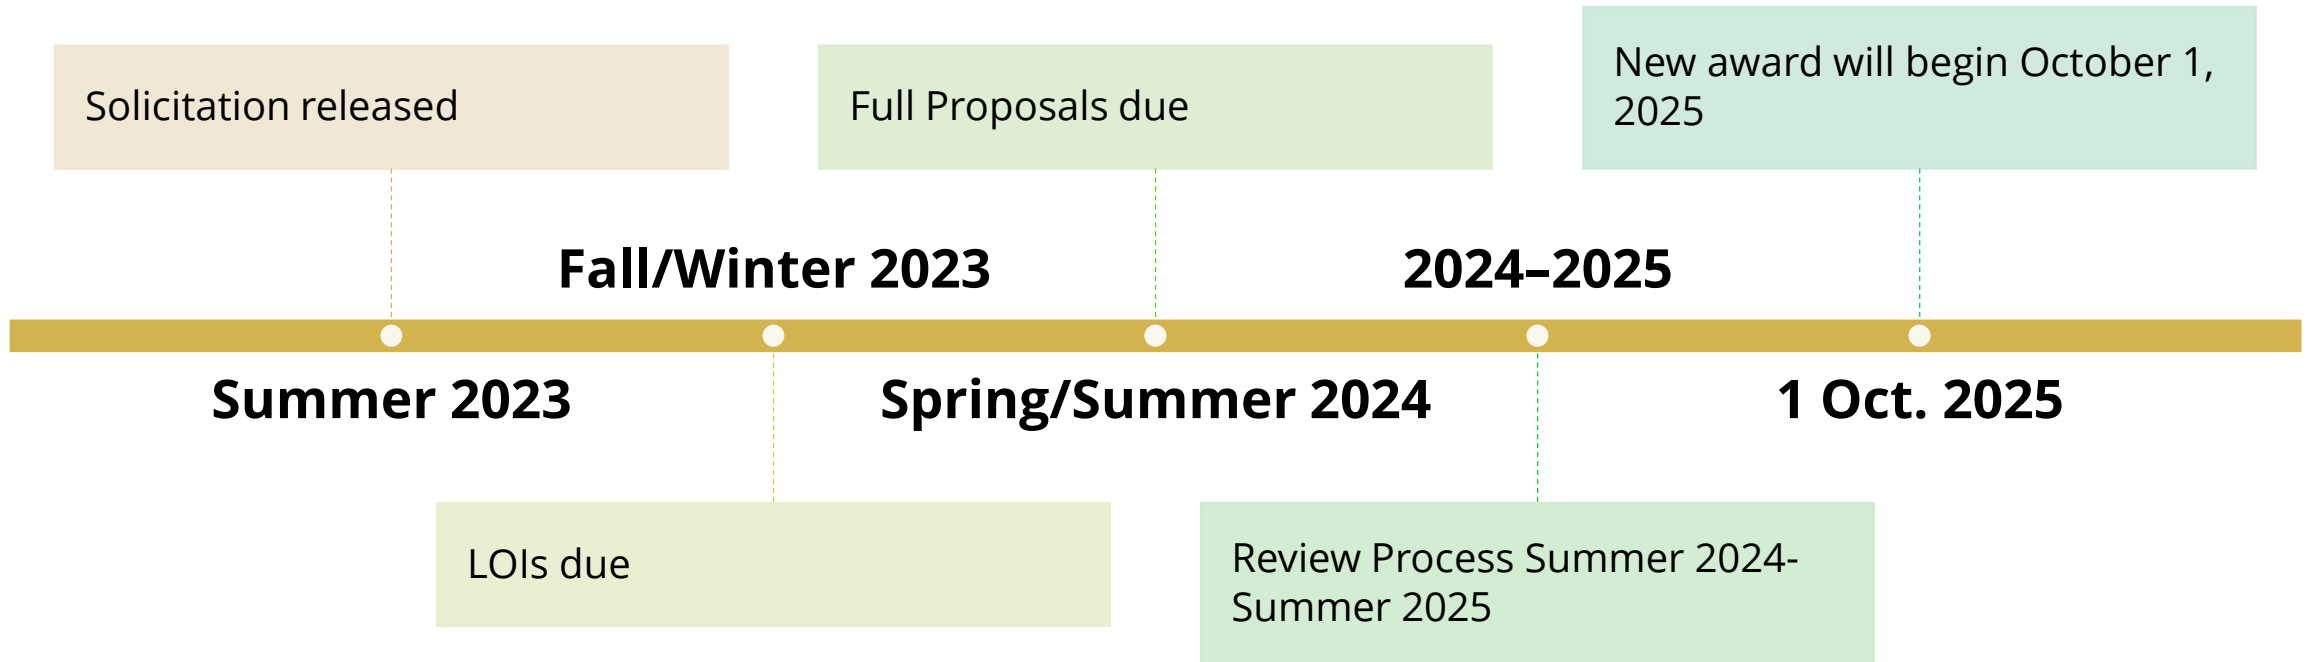 Solicitation released
Full Proposals due
New award will begin October 1,
2025
Fall/Winter 2023
2024–2025
Summer 2023
Spring/Summer 2024
1 Oct. 2025
LOIs due
Review Process Summer 2024-
Summer 2025